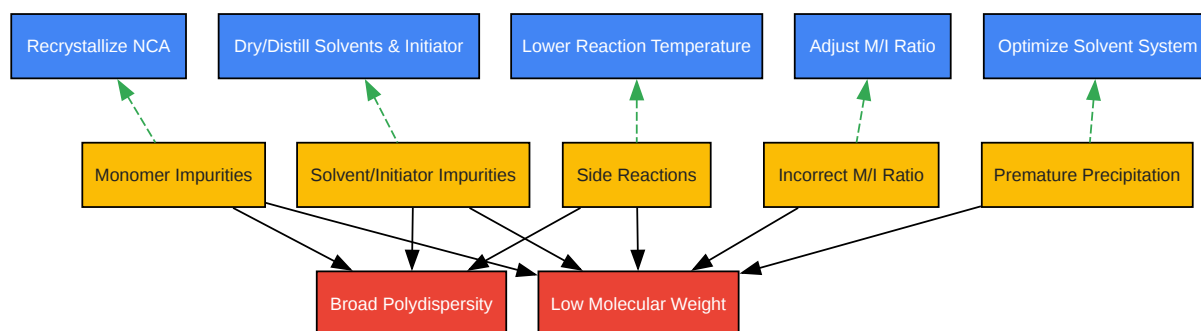 Recrystallize NCA
Dry/Distill Solvents & Initiator
Lower Reaction Temperature
Adjust M/I Ratio
Optimize Solvent System
Monomer Impurities
Solvent/Initiator Impurities
Side Reactions
Incorrect M/I Ratio
Premature Precipitation
Broad Polydispersity
Low Molecular Weight